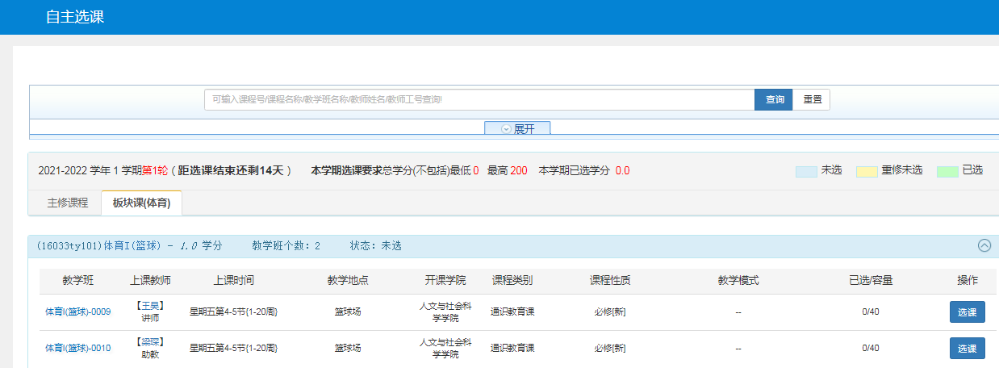 自主选课
可输入课程号/课程名称/教学班名称/教师姓名/教师工号查询! 查询 重置
展开
2021-2022 学年 1 学期第1轮 ( 距选课结束还剩14天 ) 本学期选课要求总学分(不包括)最低 0 最高 200 本学期已选学分 0.0 未选 重修未选 已选
主修课程 板块课(体育)
(16033ty101)体育I(篮球) - 1.0 学分 教学班个数: 2 状态: 未选
教学班 上课教师 上课时间 教学地点 开课学院 课程类别 课程性质 教学模式 已选/容量 操作
体育I(篮球)-0009 【王昊】 讲师 星期五第4-5节{1-20周} 篮球场 人文与社会科学学院 通识教育课 必修[新] -- 0/40 选课
体育I(篮球)-0010 【梁琛】 助教 星期五第4-5节{1-20周} 篮球场 人文与社会科学学院 通识教育课 必修[新] -- 0/40 选课